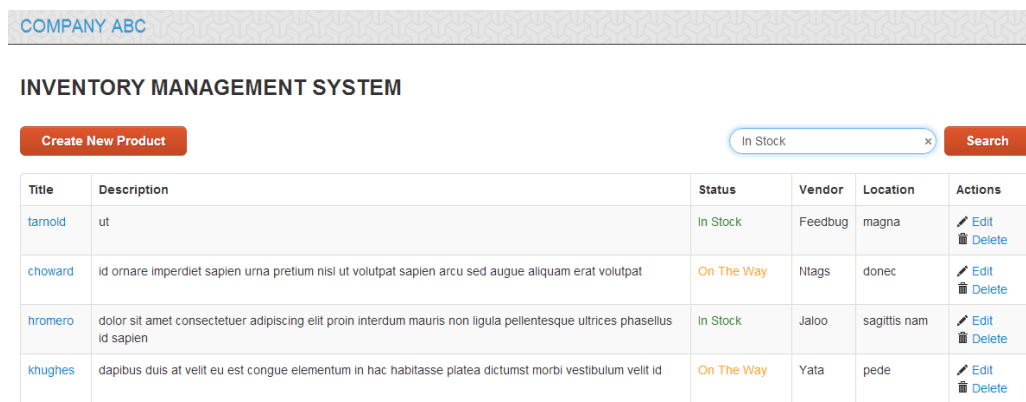 COMPANY ABC
INVENTORY MANAGEMENT SYSTEM
Create New Product In Stock × Search
Title Description Status Vendor Location Actions
tarnold ut In Stock Feedbug magna Edit
Delete
choward id ornare imperdiet sapien urna pretium nisl ut volutpat sapien arcu sed augue aliquam erat volutpat On The Way Ntags donec Edit
Delete
hromero dolor sit amet consectetuer adipiscing elit proin interdum mauris non ligula pellentesque ultrices phasellus In Stock Jaloo sagittis nam Edit
id sapien Delete
khughes dapibus duis at velit eu est congue elementum in hac habitasse platea dictumst morbi vestibulum velit id On The Way Yata pede Edit
Delete